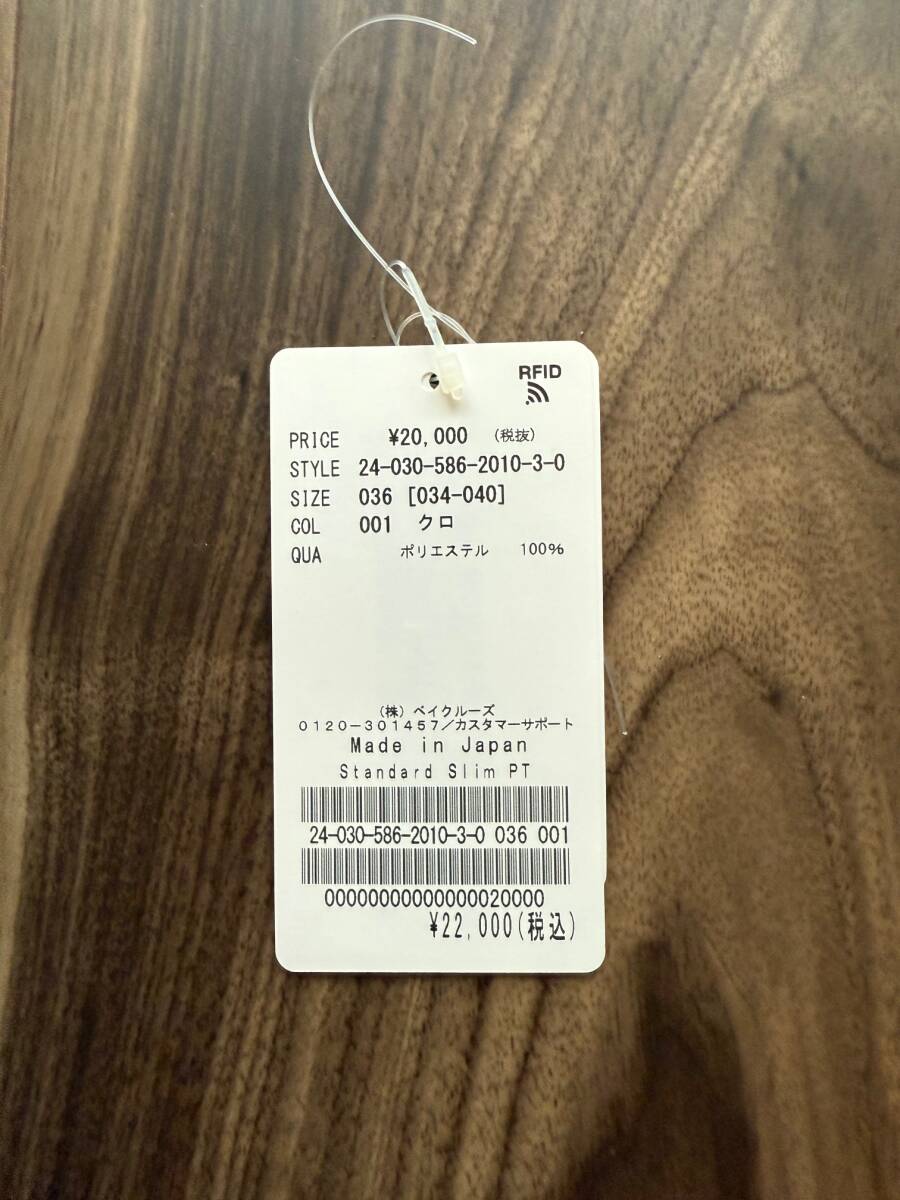 RFID
PRICE ¥20,000 (税抜)
STYLE 24-030-586-2010-3-0
SIZE 036 [034-040]
COL 001 クロ
QUA ポリエステル 100%
(株) ベイクルーズ
0120-301457/カスタマーサポート
Made in Japan
Standard Slim PT
24-030-586-2010-3-0 036 001
00000000000000020000
¥22,000(税込)